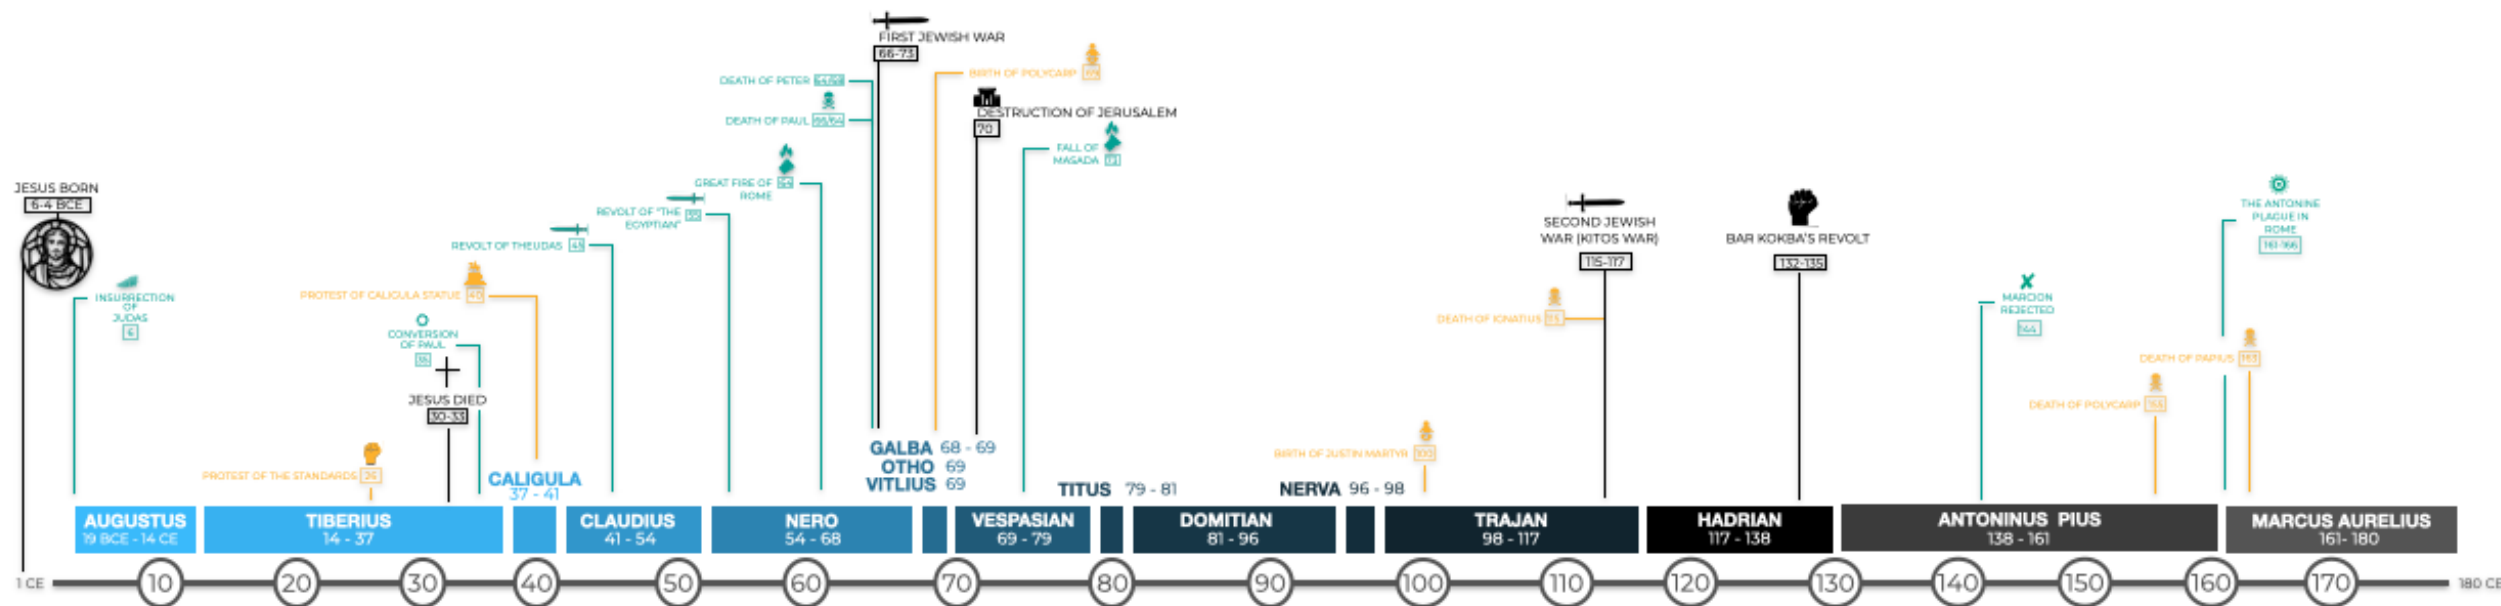 JESUS BORN
6-4 BCE
INSURRECTION
OF
JUDAS
6
PROTEST OF THE STANDARDS 26
PROTEST OF CALIGULA STATUE 40
CONVERSION
OF PAUL
JESUS DIED
30-33
REVOLT OF THEUDAS 45
REVOLT OF "THE
EGYPTIAN"
GREAT FIRE OF
ROME
64
DEATH OF PETER
DEATH OF PAUL
FIRST JEWISH WAR
66-73
BIRTH OF POLYCARP
DESTRUCTION OF JERUSALEM
70
FALL OF
MASADA
BIRTH OF JUSTIN MARTYR 100
DEATH OF IGNATIUS
SECOND JEWISH
WAR (KITOS WAR)
115-117
BAR KOKBA'S REVOLT
132-135
MARCION
REJECTED
144
DEATH OF POLYCARP 155
DEATH OF PAPIUS 163
THE ANTONINE
PLAGUE IN
ROME
161-166
CALIGULA
37 - 41
GALBA 68 - 69
OTHO 69
VITLIUS 69
TITUS 79 - 81
NERVA 96 - 98
AUGUSTUS
19 BCE - 14 CE
TIBERIUS
14 - 37
CLAUDIUS
41 - 54
NERO
54 - 68
VESPASIAN
69 - 79
DOMITIAN
81 - 96
TRAJAN
98 - 117
HADRIAN
117 - 138
ANTONINUS PIUS
138 - 161
MARCUS AURELIUS
161- 180
1 CE 10 20 30 40 50 60 70 80 90 100 110 120 130 140 150 160 170 180 CE